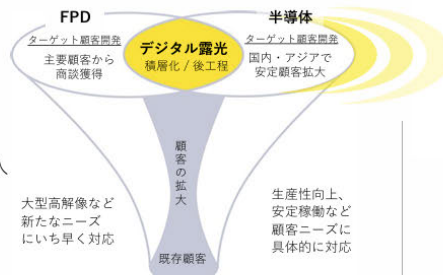 FPD
ターゲット顧客開発
主要顧客から
商談獲得
デジタル露光
積層化 / 後工程
半導体
ターゲット顧客開発
国内・アジアで
安定顧客拡大
顧客の拡大
大型高解像など
新たなニーズ
にいち早く対応
生産性向上、
安定稼働など
顧客ニーズに
具体的に対応
既存顧客